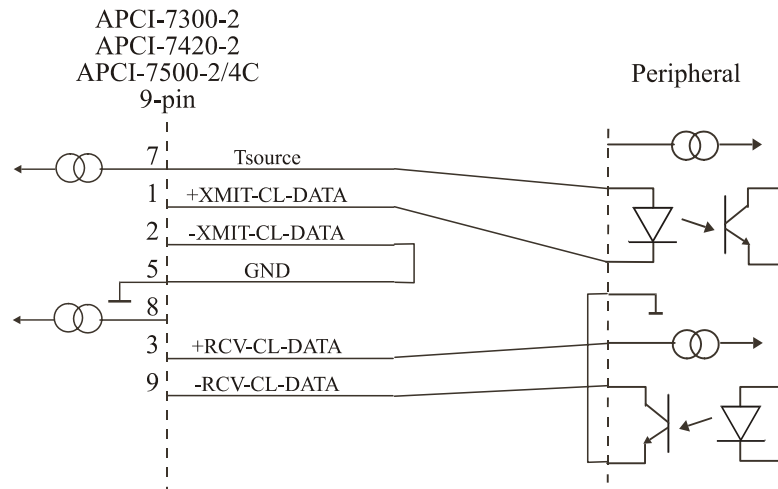 APCI-7300-2
APCI-7420-2
APCI-7500-2/4C
9-pin
Peripheral
7 Tsource
1 +XMIT-CL-DATA
2 -XMIT-CL-DATA
5 GND
8
3 +RCV-CL-DATA
9 -RCV-CL-DATA